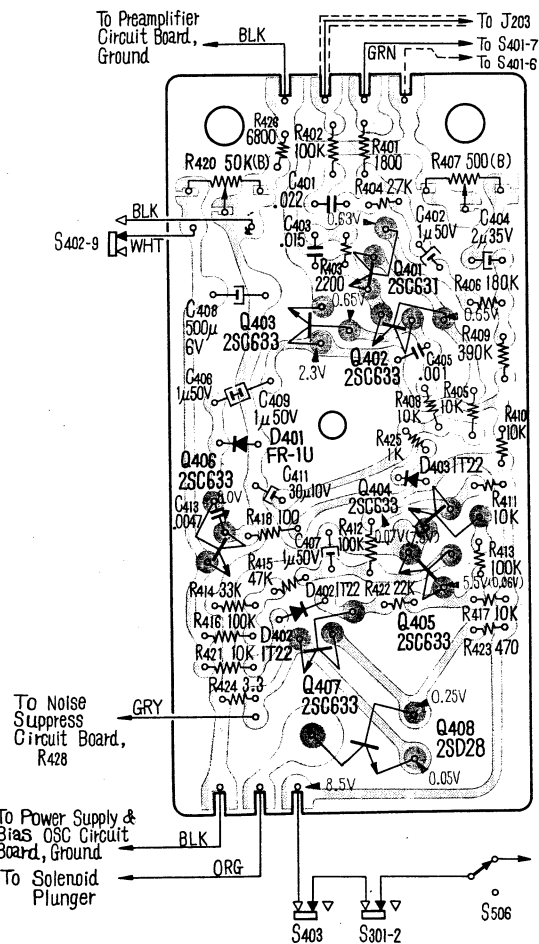 To Preamplifier
Circuit Board,
Ground
BLK
To J203
To S401-7
GRN
To S401-6
R426
6800
R402
100K
R401
1800
R420 50K(B)
R407 500(B)
R404 27K
C401
.022
0.63V
C402
1μ50V
C404
2μ35V
BLK
S402-9
WHT
C403
.015
R403
2200
Q401
2SC631
R406 180K
0.65V
0.65V
C408
500μ
6V
Q403
2SC633
Q402
2SC633
R409
390K
2.3V
C405
.001
C406
1μ50V
C409
1μ50V
R408
10K
R405
10K
R410
10K
D401
FR-1U
R425
1K
D403 1T22
Q406
2SC633
C411
30μ10V
Q404
2SC633
C413
.0047
R418 100
R412
100K
0.07V
R411
10K
C407
1μ50V
R413
100K
R415
47K
5.5V(0.06V)
R414 33K
D402 1T22
R422 22K
R416 100K
D402
1T22
Q405
2SC633
R417 10K
R421 10K
R423 470
R424 3.3
Q407
2SC633
0.25V
To Noise
Suppress
Circuit Board,
R428
GRY
Q408
2SD28
0.05V
8.5V
To Power Supply &
Bias OSC Circuit
Board, Ground
BLK
To Solenoid
Plunger
ORG
S403
S301-2
S506